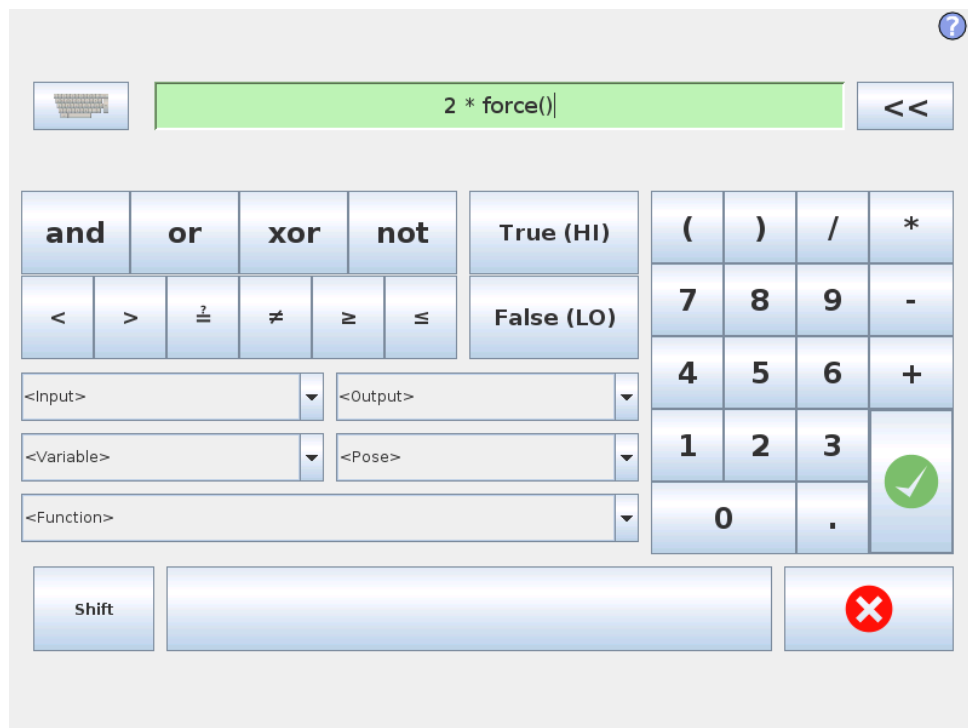 ?
2 * force()
<<
and or xor not True (HI) ( ) / *
7 8 9 -
< > ≟ ≠ ≥ ≤ False (LO)
4 5 6 +
<Input> <Output>
1 2 3
<Variable> <Pose>
<Function>
0 .
Shift